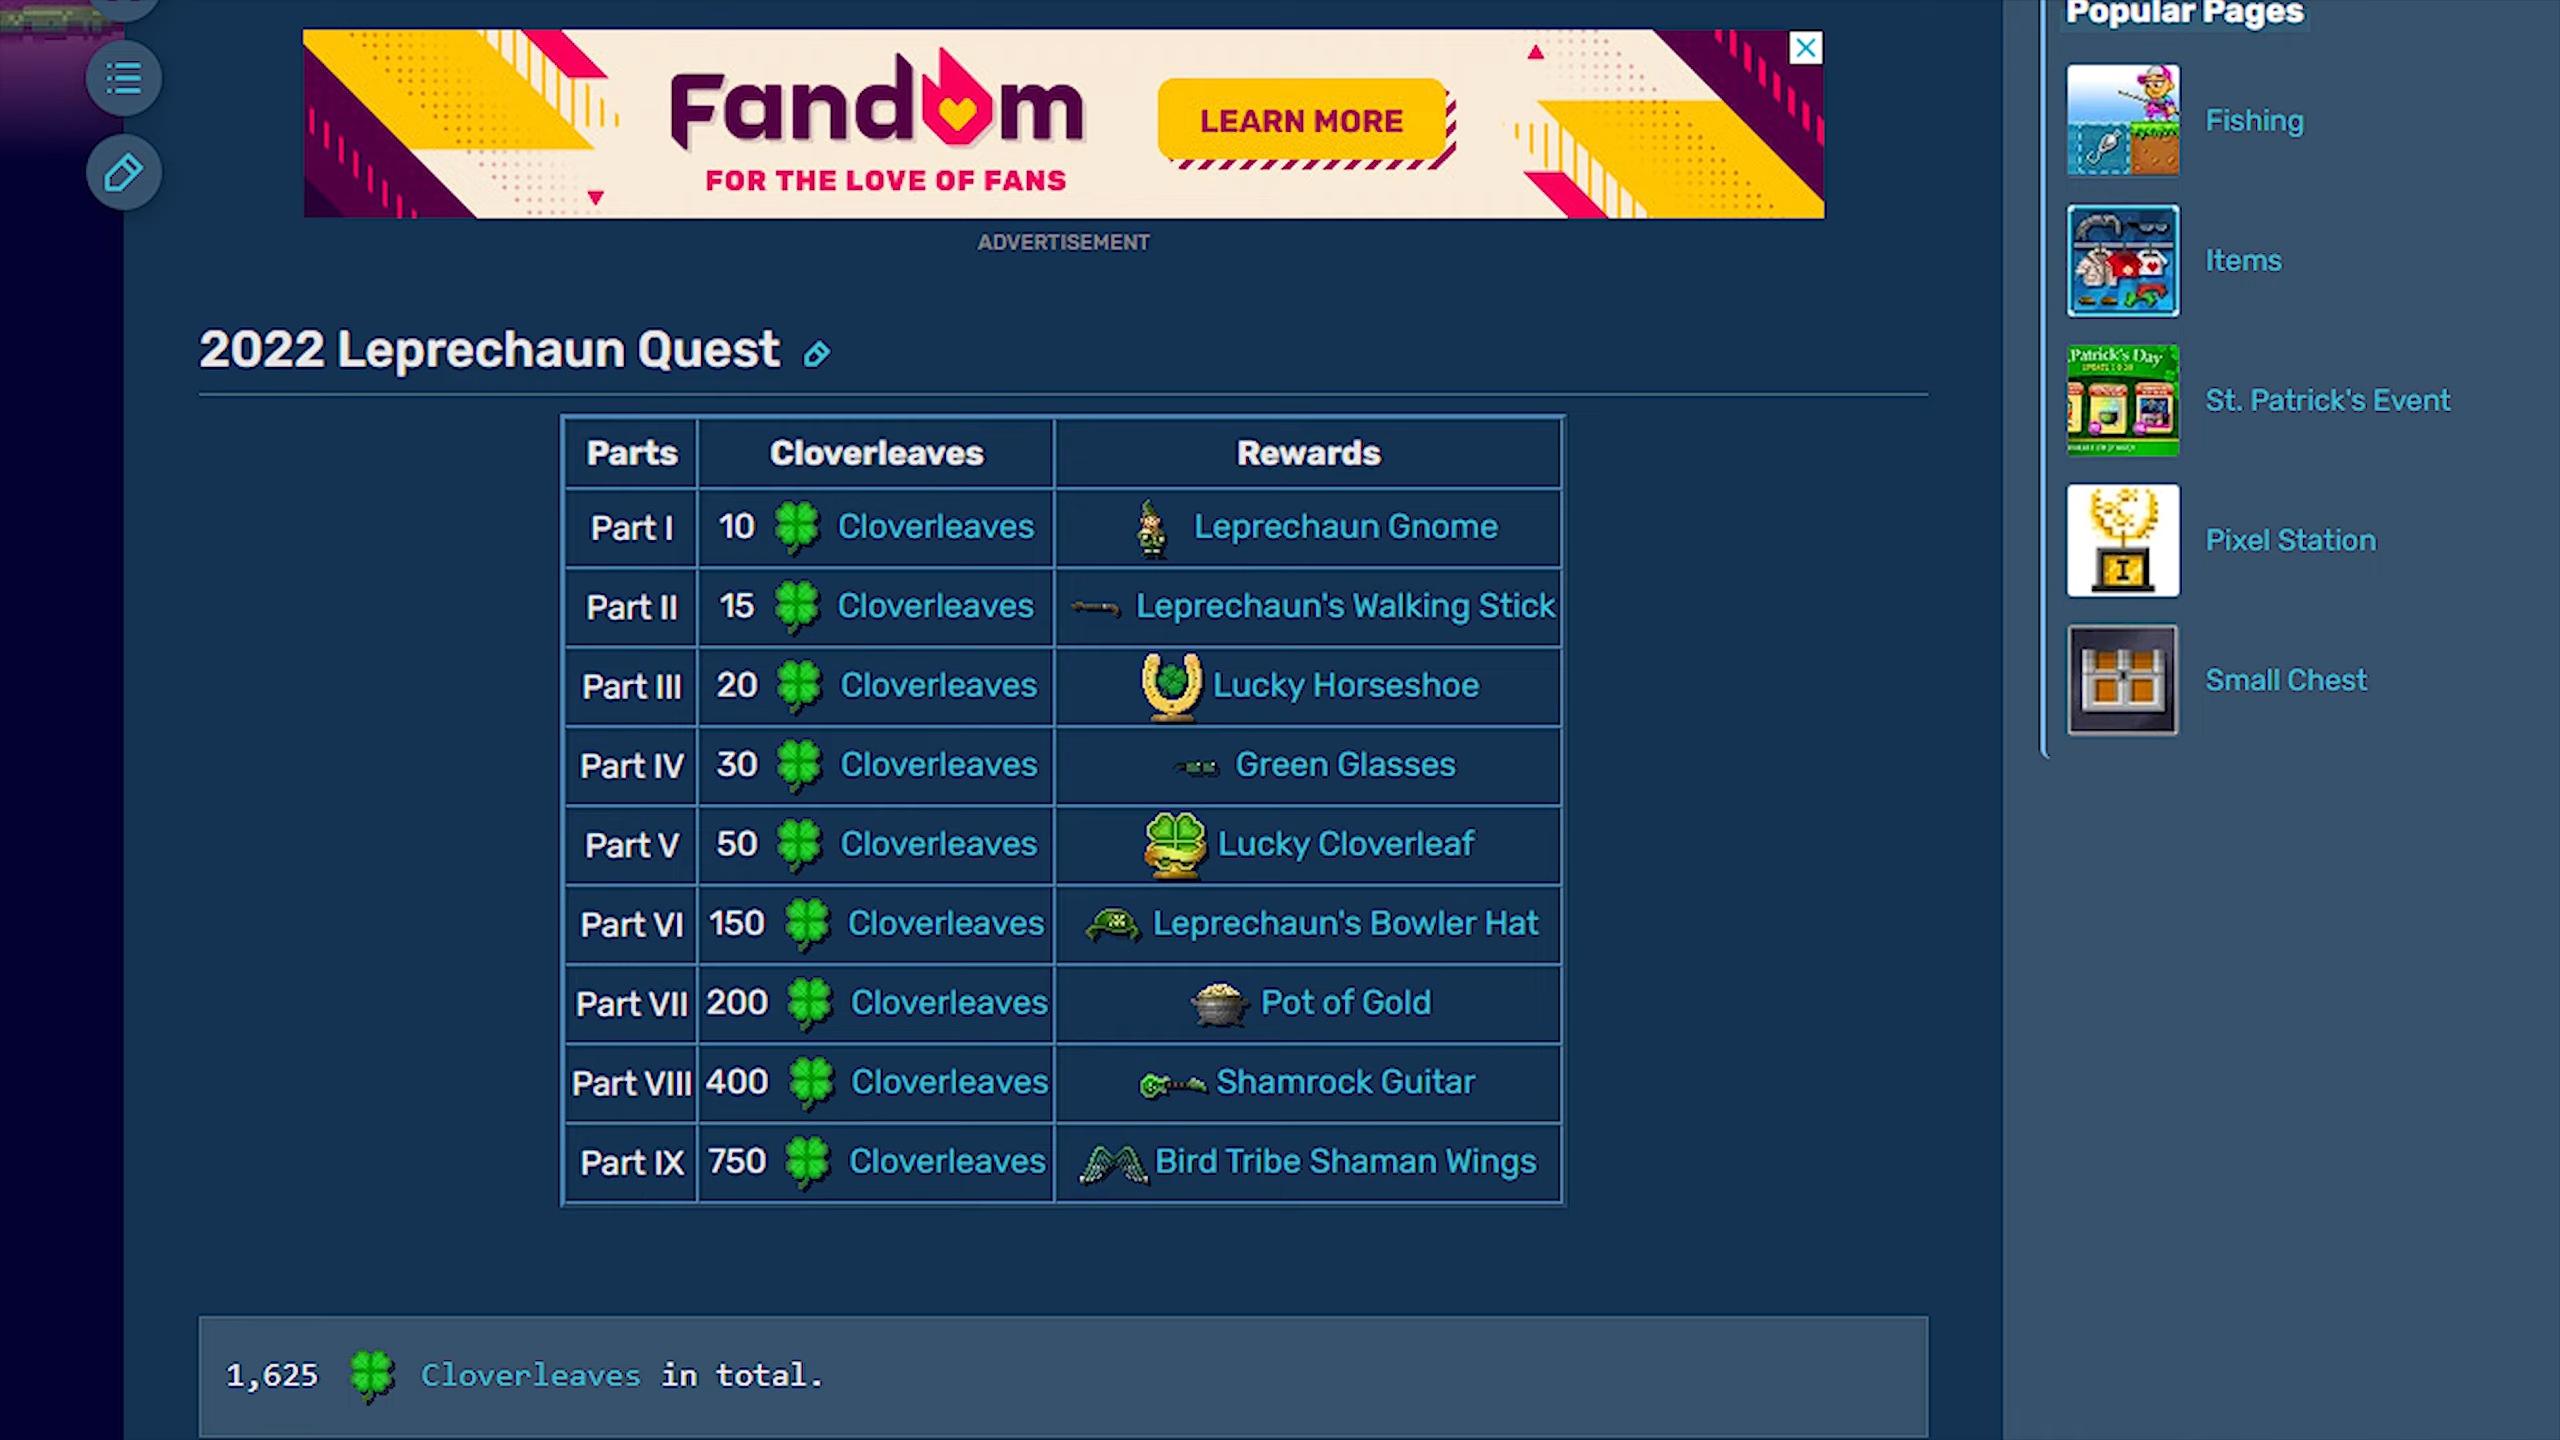 Fandom
FOR THE LOVE OF FANS
LEARN MORE
ADVERTISEMENT
2022 Leprechaun Quest
Parts Cloverleaves Rewards
Part I 10 Cloverleaves Leprechaun Gnome
Part II 15 Cloverleaves Leprechaun's Walking Stick
Part III 20 Cloverleaves Lucky Horseshoe
Part IV 30 Cloverleaves Green Glasses
Part V 50 Cloverleaves Lucky Cloverleaf
Part VI 150 Cloverleaves Leprechaun's Bowler Hat
Part VII 200 Cloverleaves Pot of Gold
Part VIII 400 Cloverleaves Shamrock Guitar
Part IX 750 Cloverleaves Bird Tribe Shaman Wings
1,625 Cloverleaves in total.
Popular Pages
Fishing
Items
Patrick's Day
St. Patrick's Event
I
Pixel Station
Small Chest